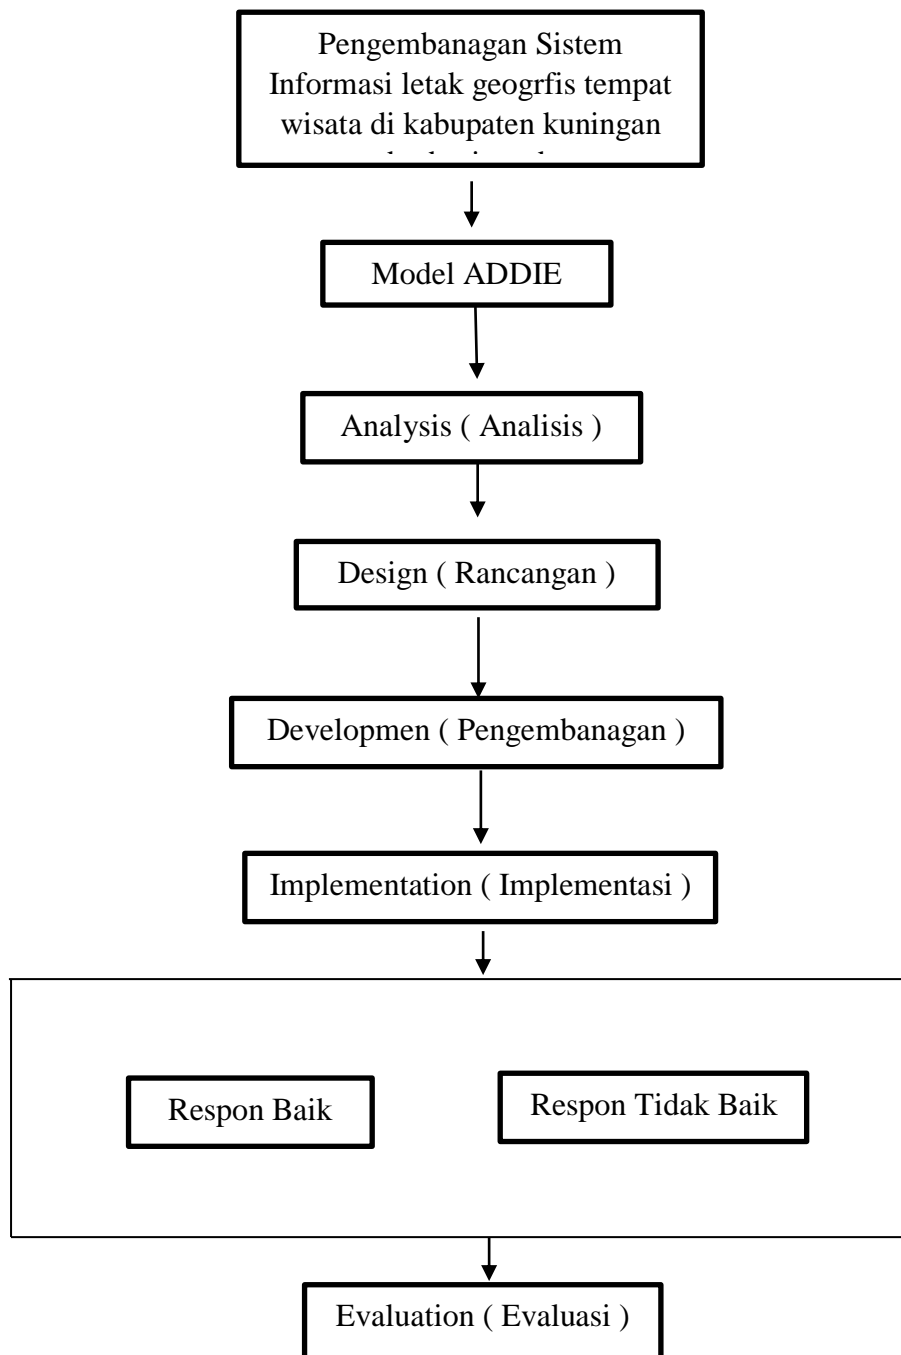 Pengembanagan Sistem
Informasi letak geogrfis tempat
wisata di kabupaten kuningan
Model ADDIE
Analysis ( Analisis )
Design ( Rancangan )
Developmen ( Pengembanagan )
Implementation ( Implementasi )
Respon Baik
Respon Tidak Baik
Evaluation ( Evaluasi )